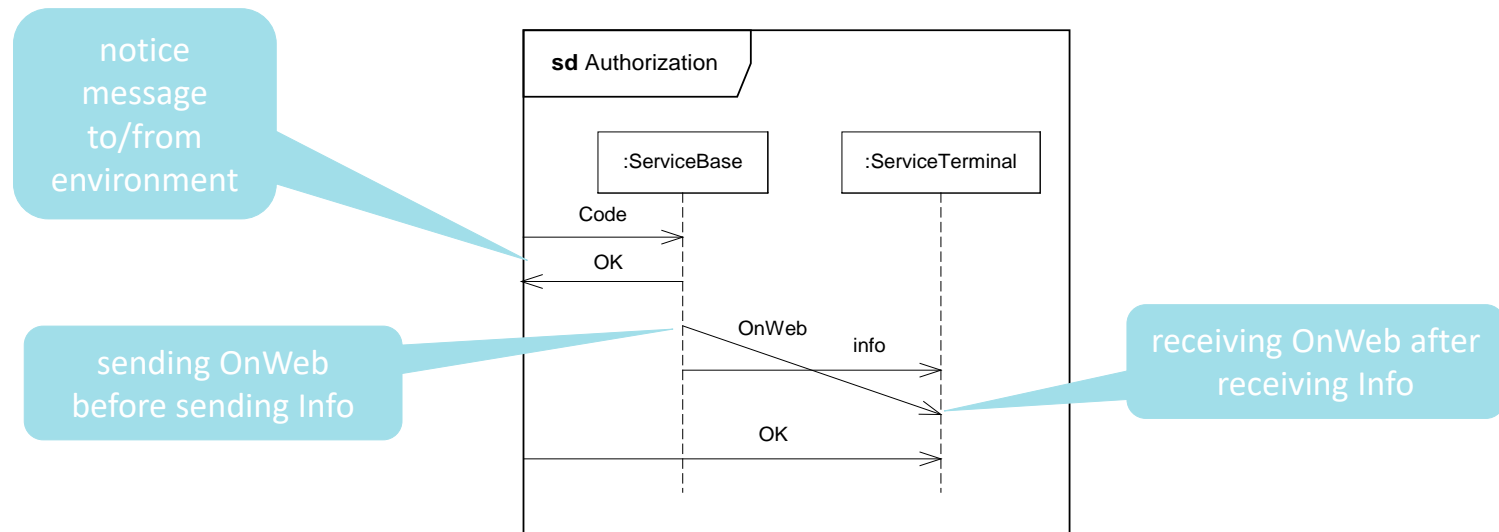 notice
message
to/from
environment
sd Authorization
:ServiceBase
:ServiceTerminal
Code
OK
OnWeb
info
sending OnWeb
before sending Info
receiving OnWeb after
receiving Info
OK